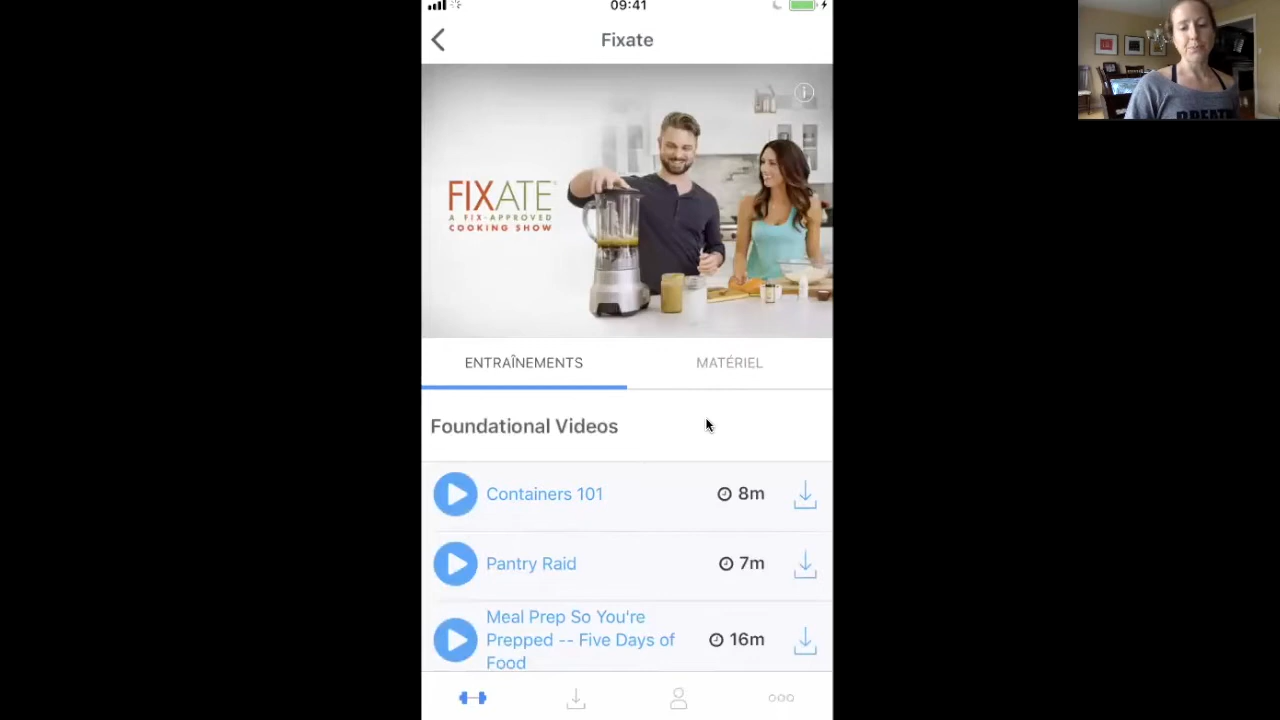 09:41
Fixate
FIXATE
A FIX-APPROVED
COOKING SHOW
ENTRAÎNEMENTS
MATÉRIEL
Foundational Videos
Containers 101
8m
Pantry Raid
7m
Meal Prep So You're
Prepped -- Five Days of
Food
16m